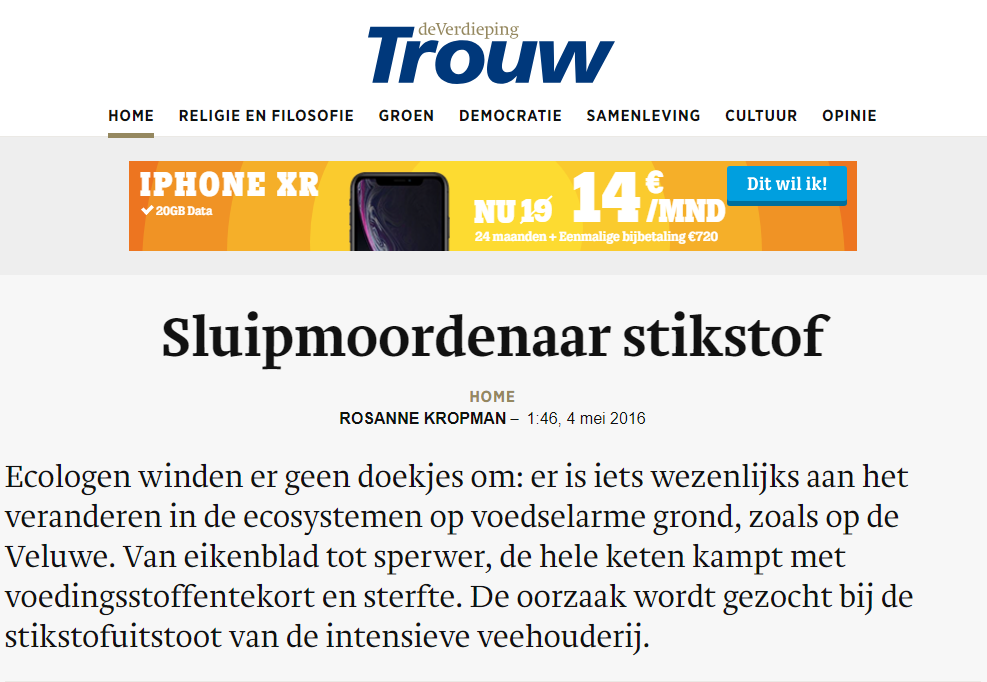 deVerdieping
Trouw
HOME RELIGIE EN FILOSOFIE GROEN DEMOCRATIE SAMENLEVING CULTUUR OPINIE
IPHONE XR
20GB Data
NU 19 14 € /MND
24 maanden + Eenmalige bijbetaling €720
Dit wil ik!
Sluipmoordenaar stikstof
HOME
ROSANNE KROPMAN – 1:46, 4 mei 2016
Ecologen winden er geen doekjes om: er is iets wezenlijks aan het
veranderen in de ecosystemen op voedselarme grond, zoals op de
Veluwe. Van eikenblad tot sperwer, de hele keten kampt met
voedingsstoffentekort en sterfte. De oorzaak wordt gezocht bij de
stikstofuitstoot van de intensieve veehouderij.